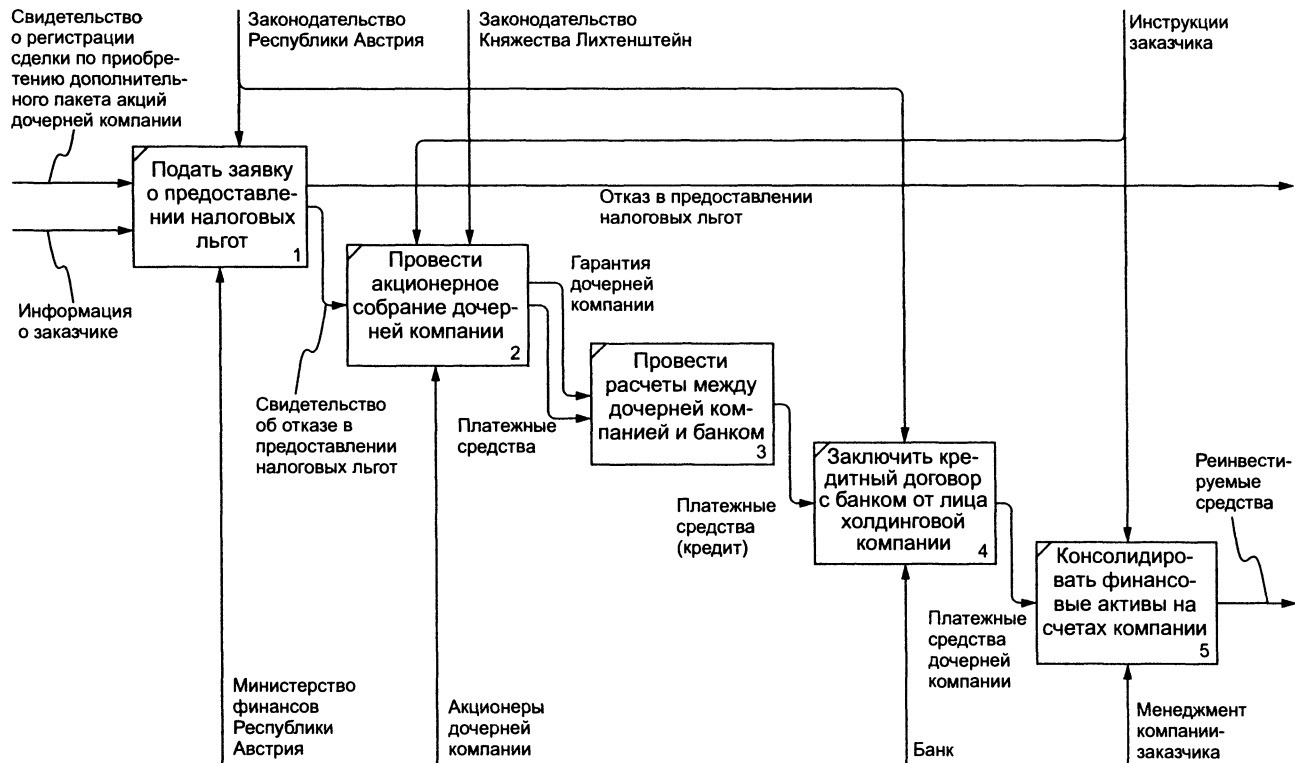 Свидетельство
о регистрации
сделки по приобре-
тению дополнитель-
ного пакета акций
дочерней компании
Законодательство
Республики Австрия
Законодательство
Княжества Лихтенштейн
Инструкции
заказчика
Подать заявку
о предоставле-
нии налоговых
льгот
1
Отказ в предоставлении
налоговых льгот
Информация
о заказчике
Провести
акционерное
собрание дочер-
ней компании
2
Гарантия
дочерней
компании
Свидетельство
об отказе в
предоставлении
налоговых льгот
Платежные
средства
Провести
расчеты между
дочерней ком-
панией и банком
3
Платежные
средства
(кредит)
Заключить кре-
дитный договор
с банком от лица
холдинговой
компании
4
Реинвести-
руемые
средства
Консолидиро-
вать финансо-
вые активы на
счетах компании
5
Платежные
средства
дочерней
компании
Министерство
финансов
Республики
Австрия
Акционеры
дочерней
компании
Банк
Менеджмент
компании-
заказчика